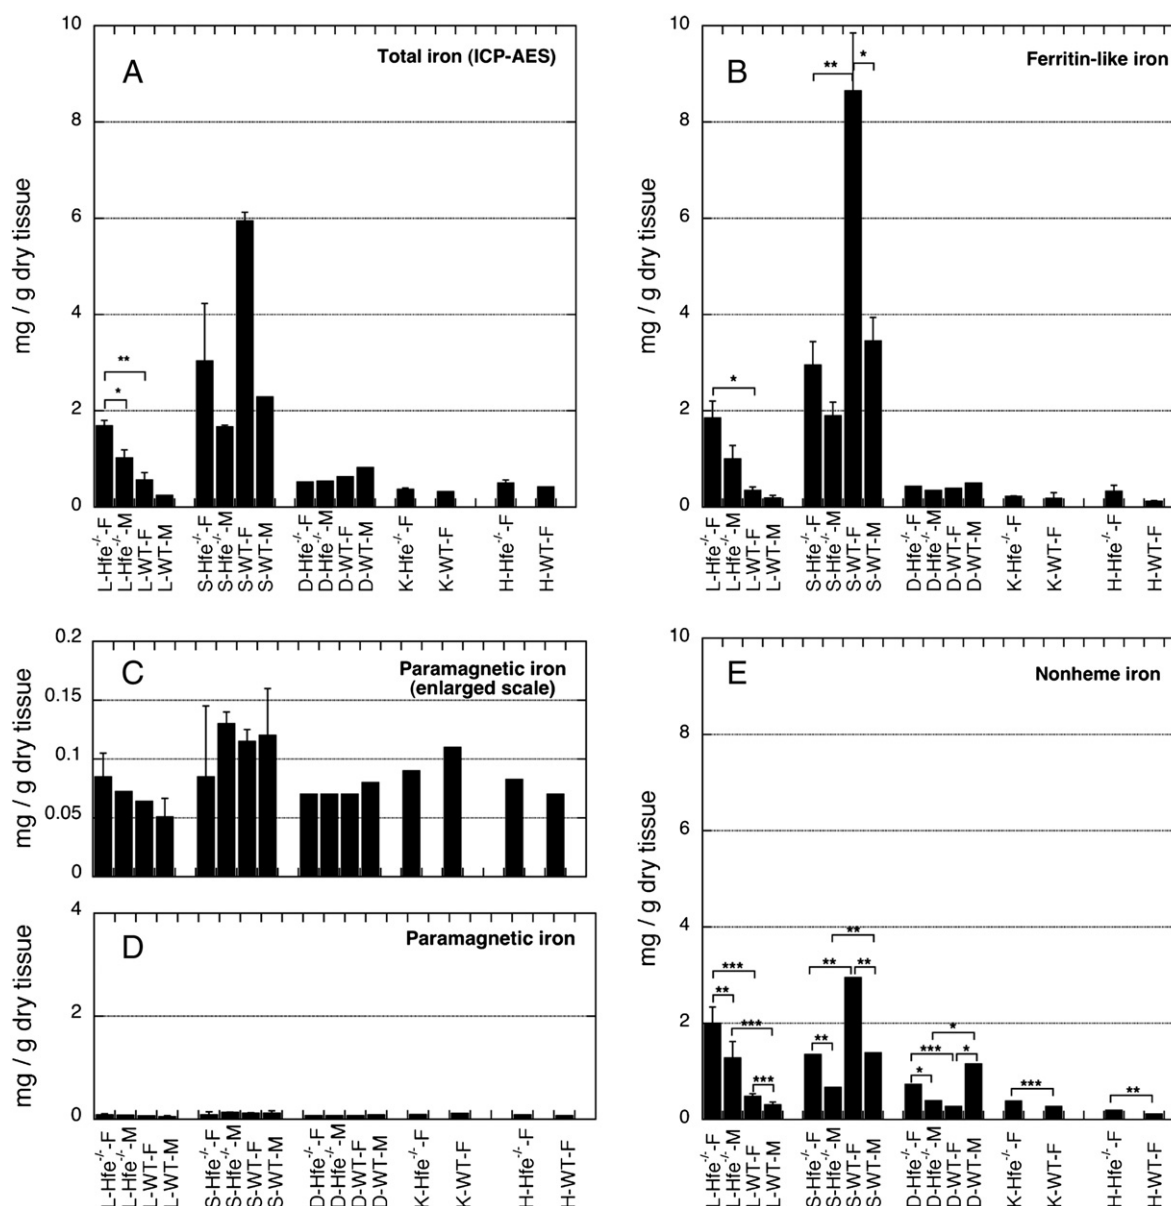 A
Total iron (ICP-AES)
mg / g dry tissue
10
8
6
4
2
0
**
*
L-Hfe-/--F
L-Hfe-/--M
L-WT-F
L-WT-M
S-Hfe-/--F
S-Hfe-/--M
S-WT-F
S-WT-M
D-Hfe-/--F
D-Hfe-/--M
D-WT-F
D-WT-M
K-Hfe-/--F
K-WT-F
H-Hfe-/--F
H-WT-F
B
Ferritin-like iron
mg / g dry tissue
10
8
6
4
2
0
*
**
*
L-Hfe-/--F
L-Hfe-/--M
L-WT-F
L-WT-M
S-Hfe-/--F
S-Hfe-/--M
S-WT-F
S-WT-M
D-Hfe-/--F
D-Hfe-/--M
D-WT-F
D-WT-M
K-Hfe-/--F
K-WT-F
H-Hfe-/--F
H-WT-F
C
Paramagnetic iron
(enlarged scale)
mg / g dry tissue
0.2
0.15
0.1
0.05
0
D
Paramagnetic iron
mg / g dry tissue
4
2
0
L-Hfe-/--F
L-Hfe-/--M
L-WT-F
L-WT-M
S-Hfe-/--F
S-Hfe-/--M
S-WT-F
S-WT-M
D-Hfe-/--F
D-Hfe-/--M
D-WT-F
D-WT-M
K-Hfe-/--F
K-WT-F
H-Hfe-/--F
H-WT-F
E
Nonheme iron
mg / g dry tissue
10
8
6
4
2
0
***
**
***
***
**
**
**
**
*
***
*
*
***
**
L-Hfe-/--F
L-Hfe-/--M
L-WT-F
L-WT-M
S-Hfe-/--F
S-Hfe-/--M
S-WT-F
S-WT-M
D-Hfe-/--F
D-Hfe-/--M
D-WT-F
D-WT-M
K-Hfe-/--F
K-WT-F
H-Hfe-/--F
H-WT-F